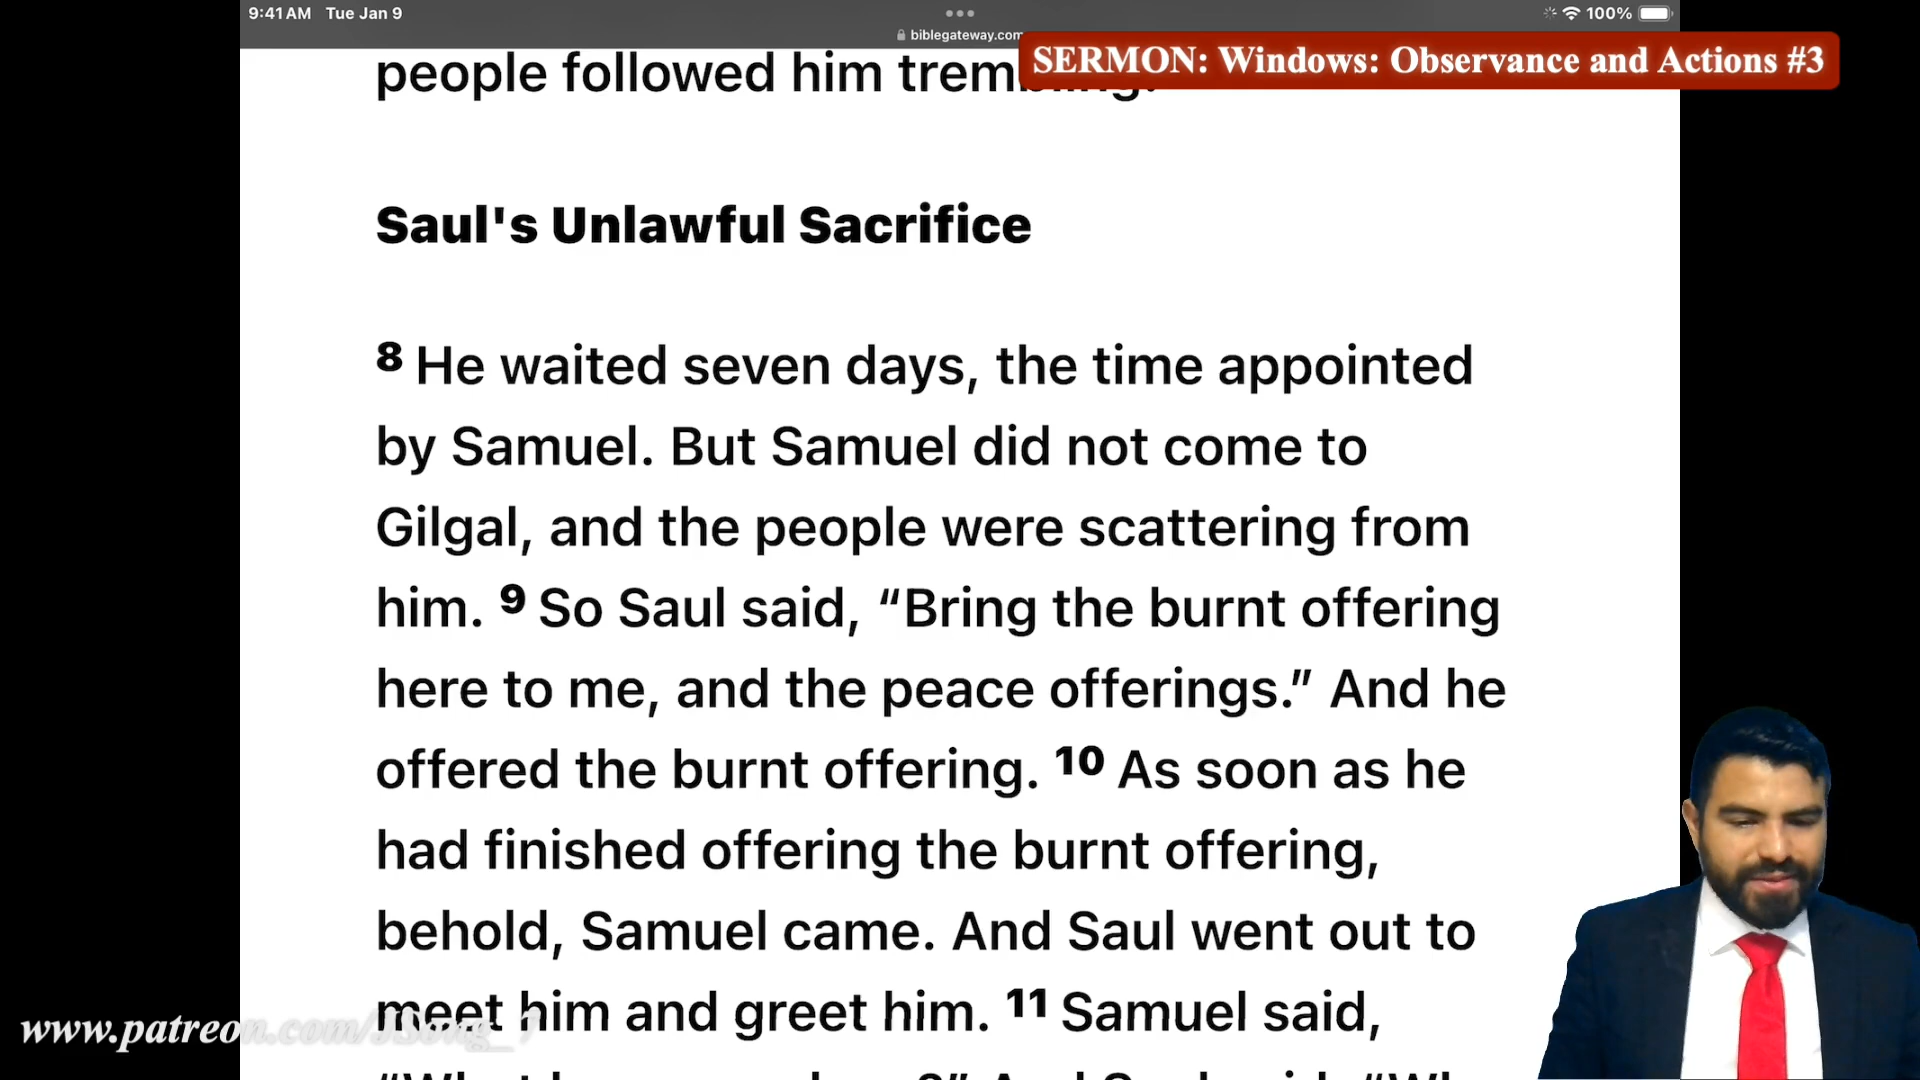 9:41 AM Tue Jan 9
100%
biblegateway.com
SERMON: Windows: Observance and Actions #3
people followed him trembling.
Saul's Unlawful Sacrifice
8 He waited seven days, the time appointed
by Samuel. But Samuel did not come to
Gilgal, and the people were scattering from
him. 9 So Saul said, “Bring the burnt offering
here to me, and the peace offerings.” And he
offered the burnt offering. 10 As soon as he
had finished offering the burnt offering,
behold, Samuel came. And Saul went out to
meet him and greet him. 11 Samuel said,
www.patreon.com/JSong_7